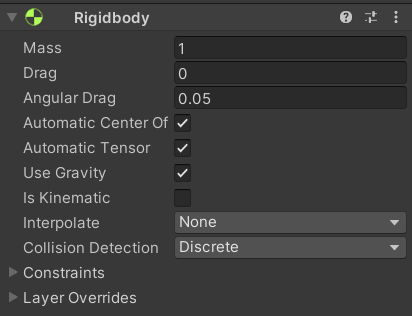 Rigidbody
Mass 1
Drag 0
Angular Drag 0.05
Automatic Center Of
Automatic Tensor
Use Gravity
Is Kinematic
Interpolate None
Collision Detection Discrete
Constraints
Layer Overrides